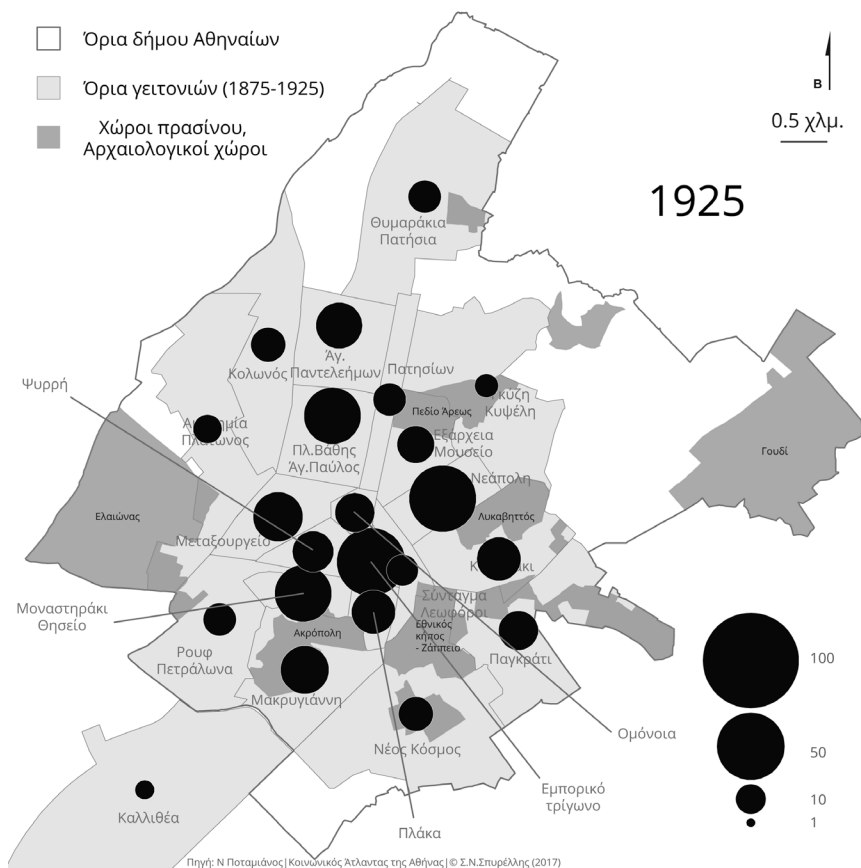 Όρια δήμου Αθηναίων
Όρια γειτονιών (1875-1925)
Χώροι πρασίνου,
Αρχαιολογικοί χώροι
Β
0.5 χλμ.
1925
Θυμαράκια
Πατήσια
Άγ.
Παντελεήμων
Κολωνός
Πατησίων
Ψυρρή
Γκύζη
Κυψέλη
Πεδίο Άρεως
Πλ.Βάθης
Άγ.Παύλος
Εξάρχεια
Μουσείο
Γουδί
Νεάπολη
Ελαιώνας
Λυκαβηττός
Μεταξουργείο
Μοναστηράκι
Θησείο
Σύνταγμα
Λεωφόροι
Εθνικός
κήπος
- Ζάππειο
Ακρόπολη
Ρουφ
Πετράλωνα
Παγκράτι
Μακρυγιάννη
Νέος Κόσμος
Ομόνοια
Εμπορικό
τρίγωνο
Πλάκα
Καλλιθέα
100
50
10
1
Πηγή: Ν Ποταμιάνος|Κοινωνικός Άτλαντας της Αθήνας|© Σ.Ν.Σπυρέλλης (2017)